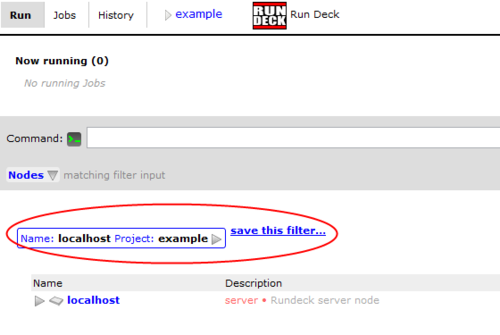 Run Jobs History example RUN DECK Run Deck
Now running (0)
No running Jobs
Command:
Nodes matching filter input
Name: localhost Project: example save this filter...
Name Description
localhost server • Rundeck server node